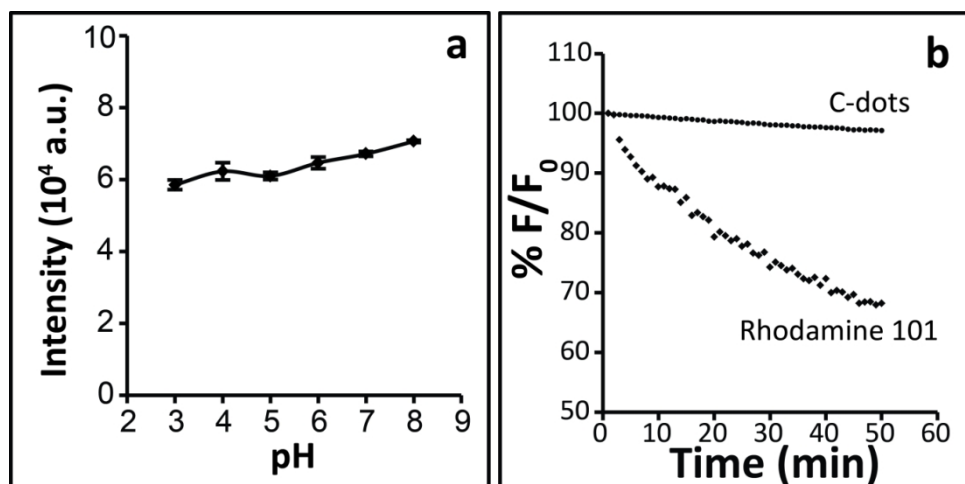 a
Intensity (10⁴ a.u.)
10
8
6
4
2
0
2 3 4 5 6 7 8 9
pH
b
% F/F₀
110
100
90
80
70
60
50
C-dots
Rhodamine 101
0 10 20 30 40 50 60
Time (min)